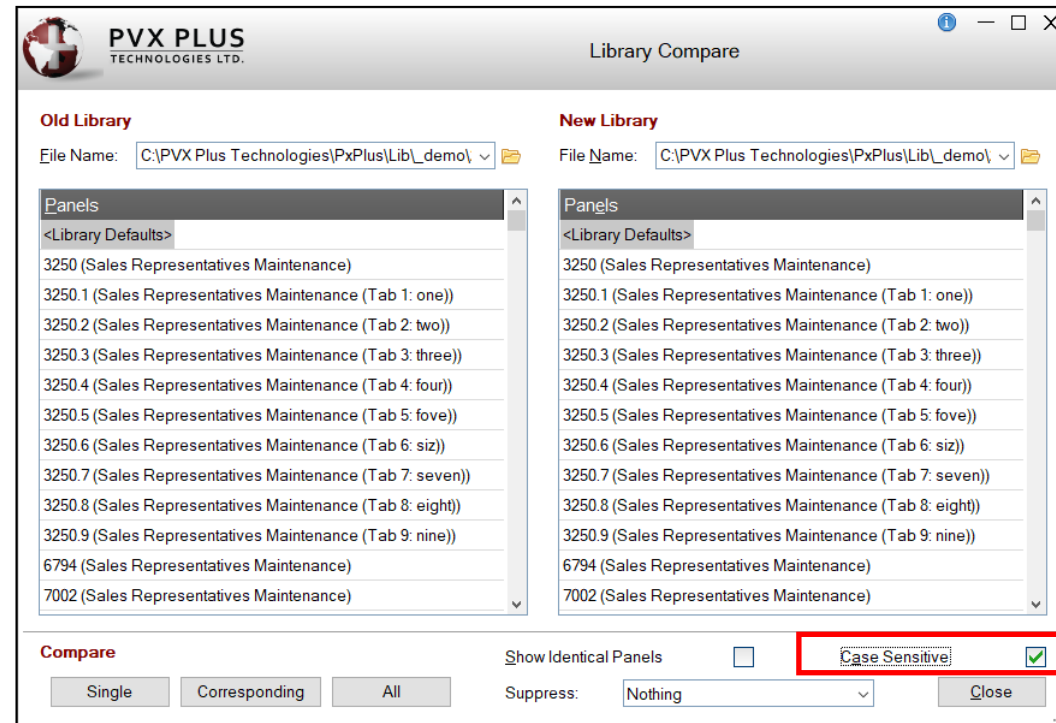 PVX PLUS
TECHNOLOGIES LTD.
Library Compare
Old Library
File Name: C:\PVX Plus Technologies\PxPlus\Lib\_demo\;
Panels
<Library Defaults>
3250 (Sales Representatives Maintenance)
3250.1 (Sales Representatives Maintenance (Tab 1: one))
3250.2 (Sales Representatives Maintenance (Tab 2: two))
3250.3 (Sales Representatives Maintenance (Tab 3: three))
3250.4 (Sales Representatives Maintenance (Tab 4: four))
3250.5 (Sales Representatives Maintenance (Tab 5: fove))
3250.6 (Sales Representatives Maintenance (Tab 6: siz))
3250.7 (Sales Representatives Maintenance (Tab 7: seven))
3250.8 (Sales Representatives Maintenance (Tab 8: eight))
3250.9 (Sales Representatives Maintenance (Tab 9: nine))
6794 (Sales Representatives Maintenance)
7002 (Sales Representatives Maintenance)
New Library
File Name: C:\PVX Plus Technologies\PxPlus\Lib\_demo\;
Panels
<Library Defaults>
3250 (Sales Representatives Maintenance)
3250.1 (Sales Representatives Maintenance (Tab 1: one))
3250.2 (Sales Representatives Maintenance (Tab 2: two))
3250.3 (Sales Representatives Maintenance (Tab 3: three))
3250.4 (Sales Representatives Maintenance (Tab 4: four))
3250.5 (Sales Representatives Maintenance (Tab 5: fove))
3250.6 (Sales Representatives Maintenance (Tab 6: siz))
3250.7 (Sales Representatives Maintenance (Tab 7: seven))
3250.8 (Sales Representatives Maintenance (Tab 8: eight))
3250.9 (Sales Representatives Maintenance (Tab 9: nine))
6794 (Sales Representatives Maintenance)
7002 (Sales Representatives Maintenance)
Compare
Show Identical Panels
Case Sensitive
Single
Corresponding
All
Suppress: Nothing
Close